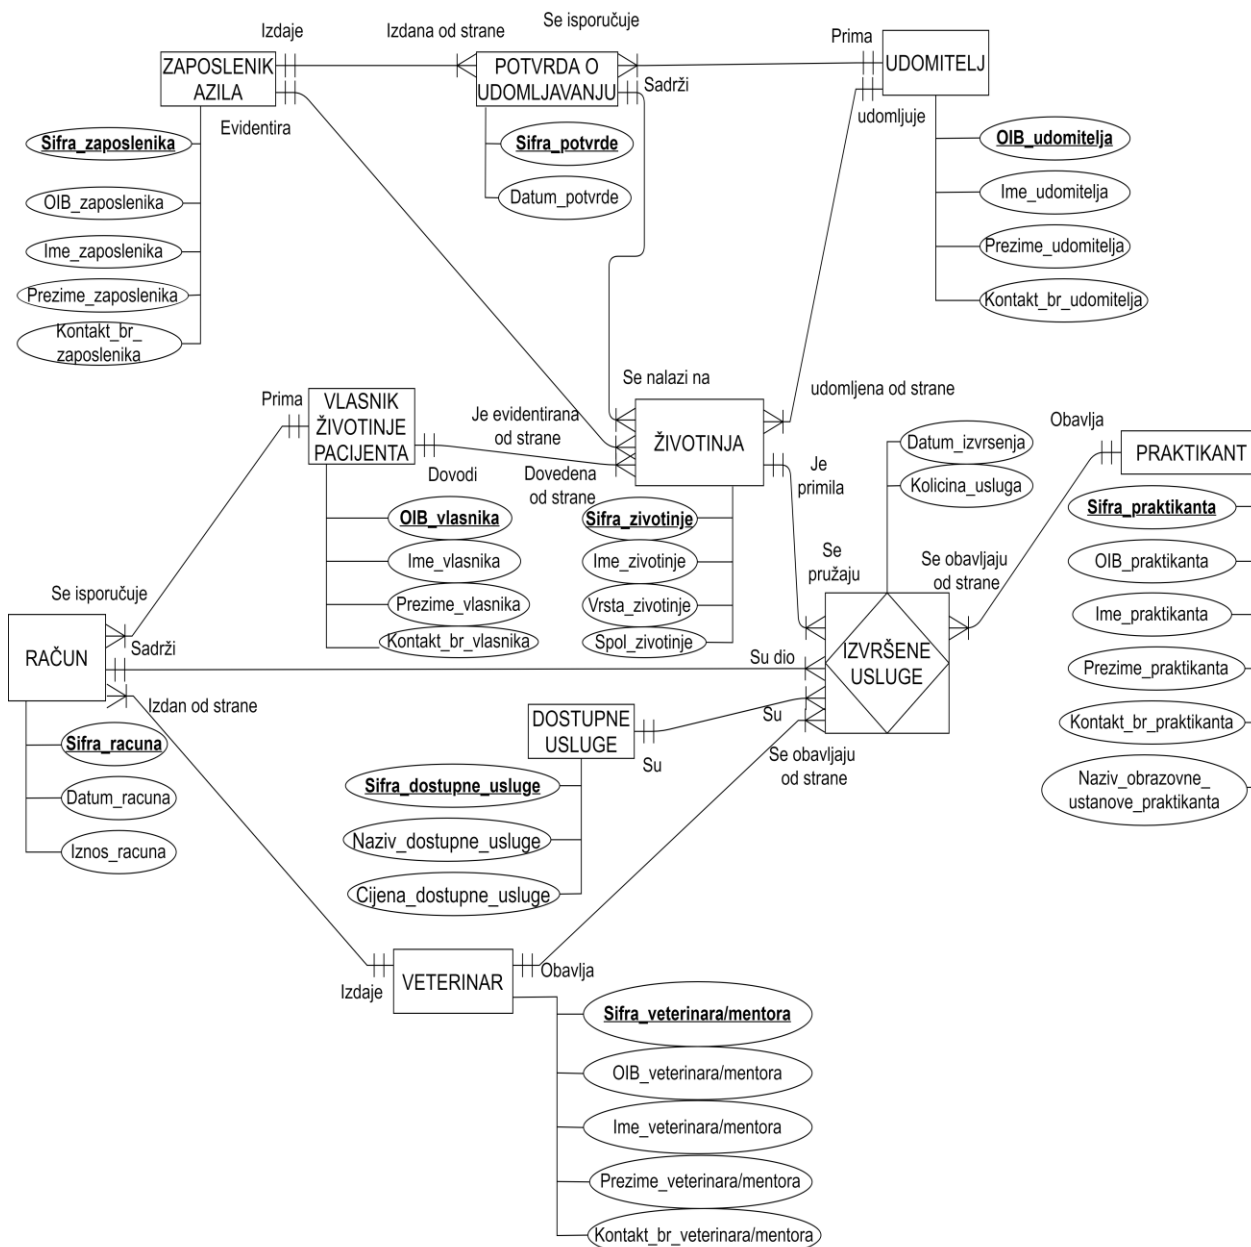 Se isporučuje
Izdaje
Izdana od strane
Prima
ZAPOSLENIK
AZILA
POTVRDA O
UDOMLJAVANJU
UDOMITELJ
Sadrži
udomljuje
Evidentira
Sifra_zaposlenika
OIB_zaposlenika
Ime_zaposlenika
Prezime_zaposlenika
Kontakt_br_
zaposlenika
Sifra_potvrde
Datum_potvrde
OIB_udomitelja
Ime_udomitelja
Prezime_udomitelja
Kontakt_br_udomitelja
Se nalazi na
udomljena od strane
Prima
VLASNIK
ŽIVOTINJE
PACIJENTA
Je evidentirana
od strane
Dovodi
Dovedena
od strane
ŽIVOTINJA
Je
primila
Datum_izvrsenja
Kolicina_usluga
Obavlja
PRAKTIKANT
OIB_vlasnika
Ime_vlasnika
Prezime_vlasnika
Kontakt_br_vlasnika
Sifra_zivotinje
Ime_zivotinje
Vrsta_zivotinje
Spol_zivotinje
Se
pružaju
Se obavljaju
od strane
Sifra_praktikanta
OIB_praktikanta
Ime_praktikanta
Prezime_praktikanta
Kontakt_br_praktikanta
Naziv_obrazovne_
ustanove_praktikanta
Se isporučuje
RAČUN
Sadrži
Su dio
IZVRŠENE
USLUGE
Izdan od strane
Sifra_racuna
Datum_racuna
Iznos_racuna
DOSTUPNE
USLUGE
Su
Su
Se obavljaju
od strane
Sifra_dostupne_usluge
Naziv_dostupne_usluge
Cijena_dostupne_usluge
Izdaje
VETERINAR
Obavlja
Sifra_veterinara/mentora
OIB_veterinara/mentora
Ime_veterinara/mentora
Prezime_veterinara/mentora
Kontakt_br_veterinara/mentora